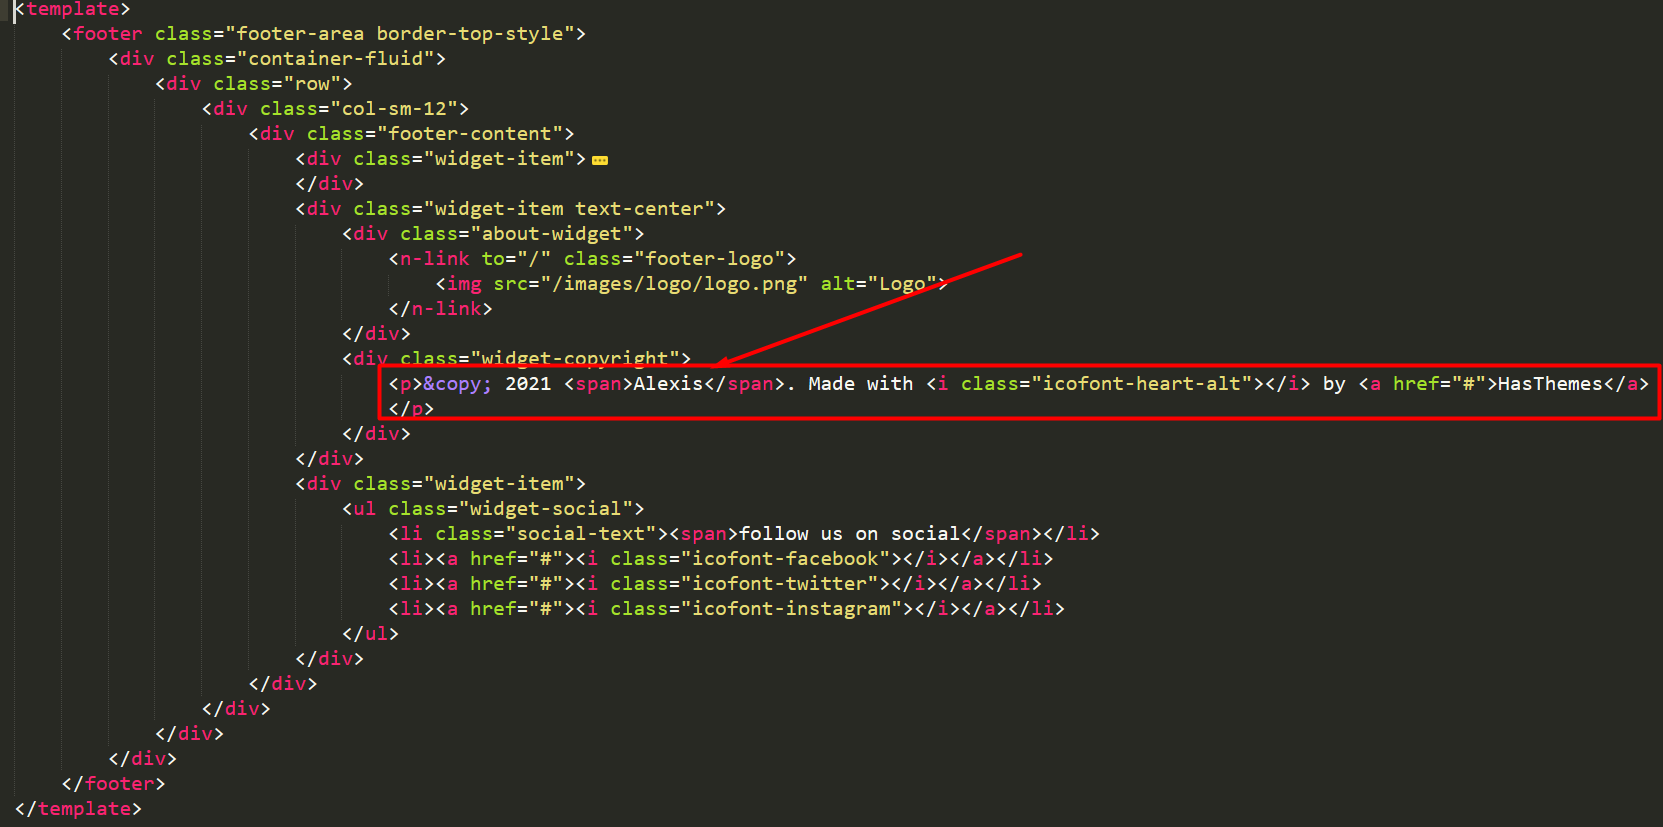 <template>
<footer class="footer-area border-top-style">
<div class="container-fluid">
<div class="row">
<div class="col-sm-12">
<div class="footer-content">
<div class="widget-item">
</div>
<div class="widget-item text-center">
<div class="about-widget">
<n-link to="/" class="footer-logo">
<img src="/images/logo/logo.png" alt="Logo">
</n-link>
</div>
<div class="widget-copyright">
<p>&copy; 2021 <span>Alexis</span>. Made with <i class="icofont-heart-alt"></i> by <a href="#">HasThemes</a>
</p>
</div>
</div>
<div class="widget-item">
<ul class="widget-social">
<li class="social-text"><span>follow us on social</span></li>
<li><a href="#"><i class="icofont-facebook"></i></a></li>
<li><a href="#"><i class="icofont-twitter"></i></a></li>
<li><a href="#"><i class="icofont-instagram"></i></a></li>
</ul>
</div>
</div>
</div>
</div>
</div>
</footer>
</template>